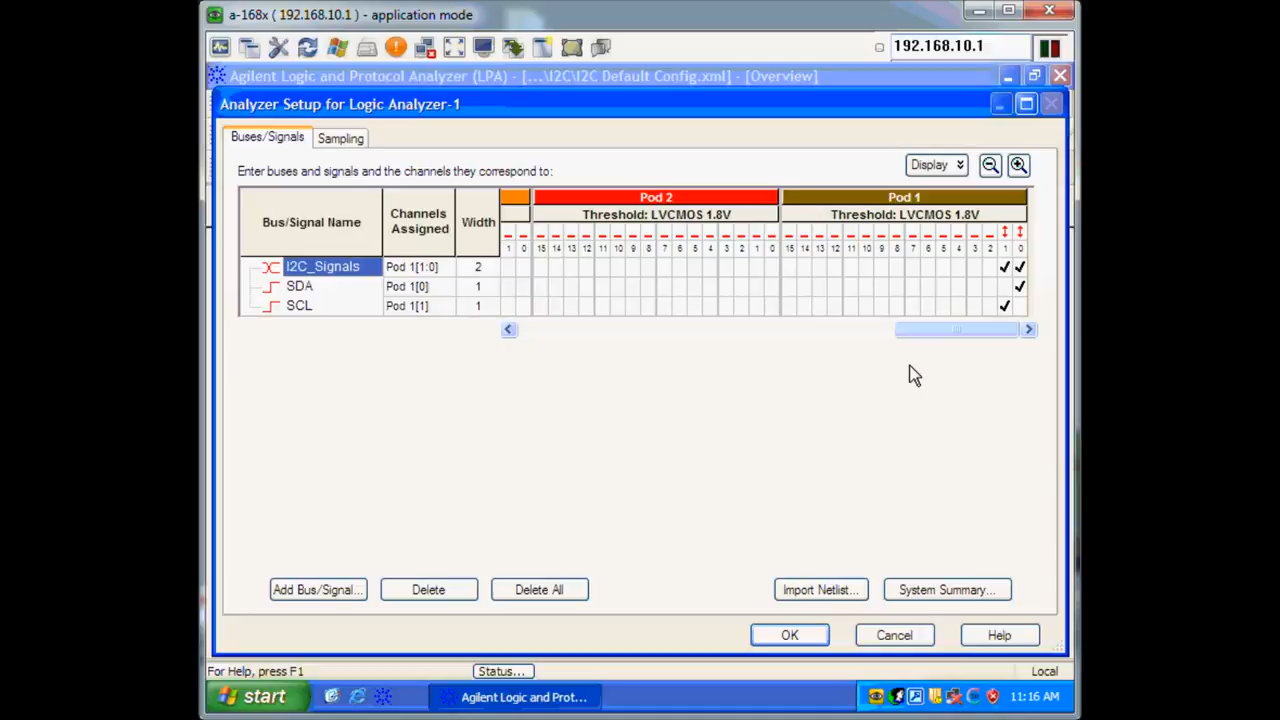 a-168x ( 192.168.10.1 ) - application mode
192.168.10.1
Agilent Logic and Protocol Analyzer (LPA) - [...\I2C\I2C Default Config.xml] - [Overview]
Analyzer Setup for Logic Analyzer-1
Buses/Signals Sampling
Enter buses and signals and the channels they correspond to:
Display
Bus/Signal Name Channels Assigned Width Pod 2 Pod 1
Threshold: LVCMOS 1.8V Threshold: LVCMOS 1.8V
1 0 15 14 13 12 11 10 9 8 7 6 5 4 3 2 1 0 15 14 13 12 11 10 9 8 7 6 5 4 3 2 1 0
I2C_Signals Pod 1[1:0] 2
SDA Pod 1[0] 1
SCL Pod 1[1] 1
Add Bus/Signal... Delete Delete All Import Netlist... System Summary...
OK Cancel Help
For Help, press F1 Status... Local
start Agilent Logic and Prot... 11:16 AM